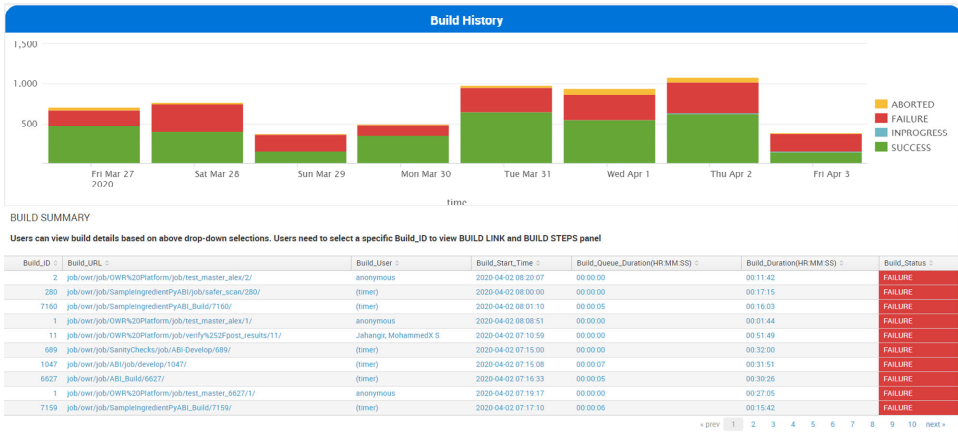 Build History
1,500
1,000
500
ABORTED
FAILURE
INPROGRESS
SUCCESS
Fri Mar 27 Sat Mar 28 Sun Mar 29 Mon Mar 30 Tue Mar 31 Wed Apr 1 Thu Apr 2 Fri Apr 3
2020
time
BUILD SUMMARY
Users can view build details based on above drop-down selections. Users need to select a specific Build_ID to view BUILD LINK and BUILD STEPS panel
Build_ID Build_URL Build_User Build_Start_Time Build_Queue_Duration(HR:MM:SS) Build_Duration(HR:MM:SS) Build_Status
2 job/owr/job/OWR%20Platform/job/test_master_alex/2/ anonymous 2020-04-02 08:20:07 00:00:00 00:11:42 FAILURE
280 job/owr/job/SampleIngredientPyABI/job/safer_scan/280/ (timer) 2020-04-02 08:00:00 00:00:00 00:17:15 FAILURE
7160 job/owr/job/SampleIngredientPyABI_Build/7160/ (timer) 2020-04-02 08:01:10 00:00:05 00:16:03 FAILURE
1 job/owr/job/OWR%20Platform/job/test_master_alex/1/ anonymous 2020-04-02 08:08:51 00:00:00 00:01:44 FAILURE
11 job/owr/job/OWR%20Platform/job/verify%252Fpost_results/11/ Jahangir, MohammedX S 2020-04-02 07:10:59 00:00:00 00:51:49 FAILURE
689 job/owr/job/SanityChecks/job/ABI-Develop/689/ (timer) 2020-04-02 07:15:00 00:00:00 00:32:00 FAILURE
1047 job/owr/job/ABI/job/develop/1047/ (timer) 2020-04-02 07:15:08 00:00:07 00:31:51 FAILURE
6627 job/owr/job/ABI_Build/6627/ (timer) 2020-04-02 07:16:33 00:00:05 00:30:26 FAILURE
1 job/owr/job/OWR%20Platform/job/test_master_6627/1/ anonymous 2020-04-02 07:19:17 00:00:00 00:27:05 FAILURE
7159 job/owr/job/SampleIngredientPyABI_Build/7159/ (timer) 2020-04-02 07:17:10 00:00:06 00:15:42 FAILURE
« prev 1 2 3 4 5 6 7 8 9 10 next »